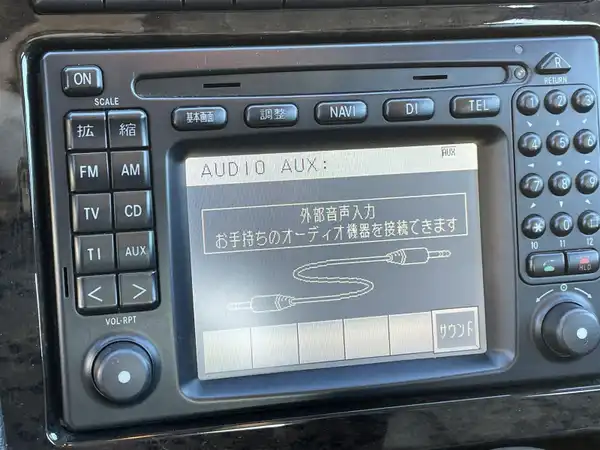 ON
R
RETURN
SCALE
基本画面
調整
NAVI
DI
TEL
拡
縮
FM
AM
TV
CD
TI
AUX
<
>
VOL·RPT
AUDIO AUX:
AUX
外部音声入力
お手持ちのオーディオ機器を接続できます
サウンド
10
11
12